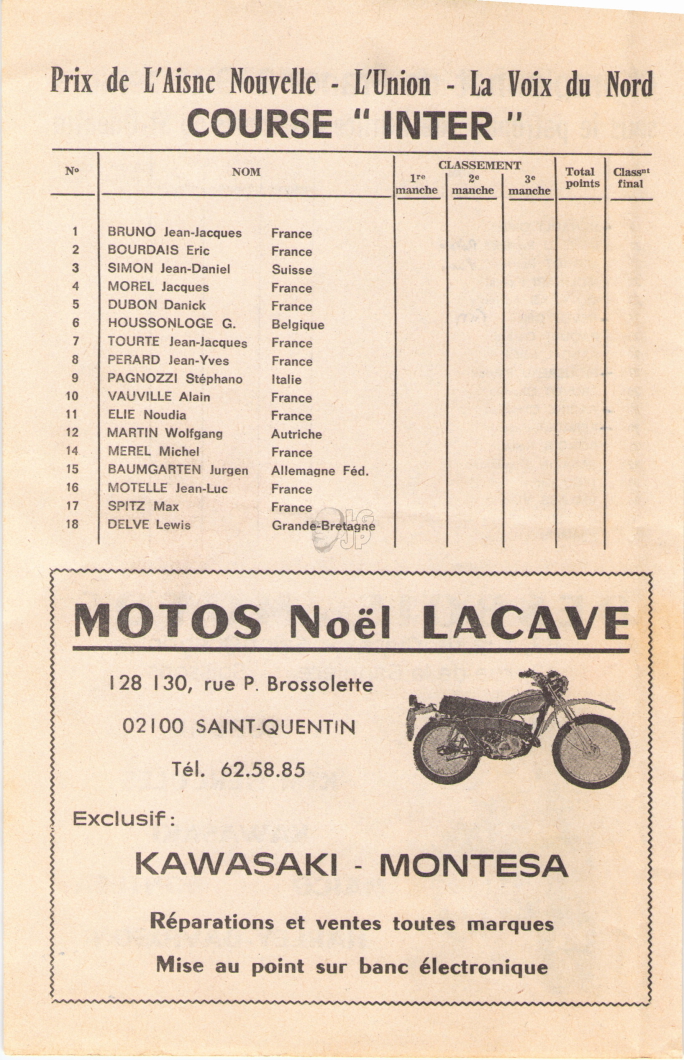 Prix de L'Aisne Nouvelle - L'Union - La Voix du Nord
COURSE " INTER "
No NOM CLASSEMENT Total points Classnt final
1re manche 2e manche 3e manche
1 BRUNO Jean-Jacques France
2 BOURDAIS Eric France
3 SIMON Jean-Daniel Suisse
4 MOREL Jacques France
5 DUBON Danick France
6 HOUSSONLOGE G. Belgique
7 TOURTE Jean-Jacques France
8 PERARD Jean-Yves France
9 PAGNOZZI Stéphano Italie
10 VAUVILLE Alain France
11 ELIE Noudia France
12 MARTIN Wolfgang Autriche
14 MEREL Michel France
15 BAUMGARTEN Jurgen Allemagne Féd.
16 MOTELLE Jean-Luc France
17 SPITZ Max France
18 DELVE Lewis Grande-Bretagne
LG
JP
MOTOS Noël LACAVE
128 130, rue P. Brossolette
02100 SAINT-QUENTIN
Tél. 62.58.85
Exclusif :
KAWASAKI - MONTESA
Réparations et ventes toutes marques
Mise au point sur banc électronique